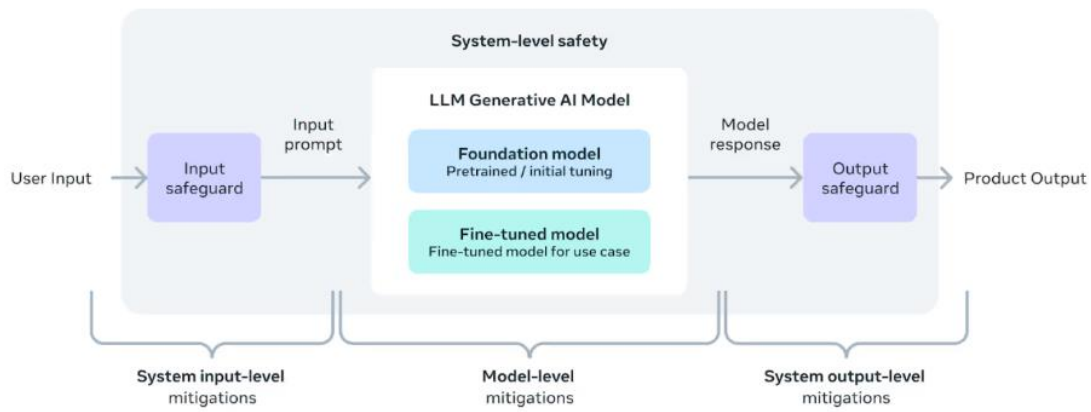 System-level safety
LLM Generative AI Model
Input
prompt
Model
response
Foundation model
Pretrained / initial tuning
User Input
Input
safeguard
Output
safeguard
Product Output
Fine-tuned model
Fine-tuned model for use case
System input-level
mitigations
Model-level
mitigations
System output-level
mitigations